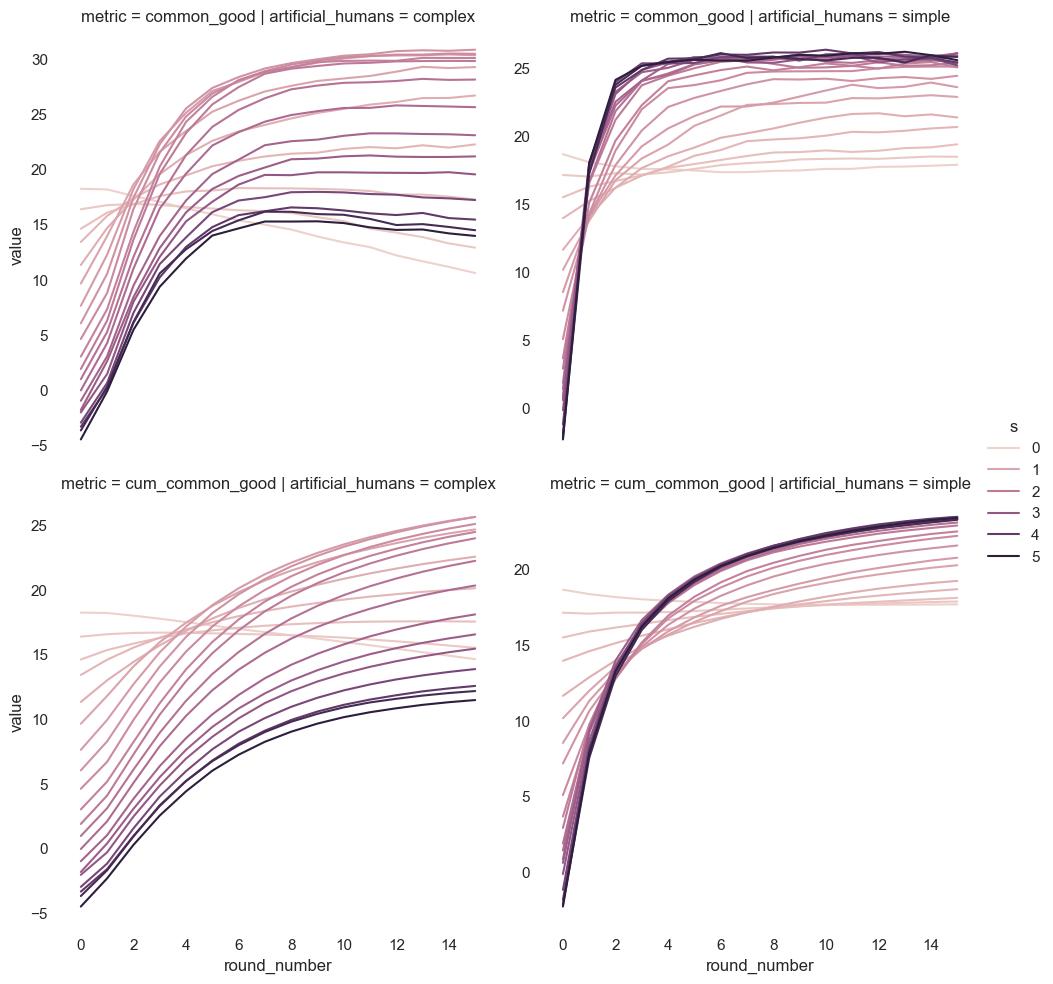 metric = common_good | artificial_humans = complex
30
25
20
15
10
5
0
−5
value
metric = common_good | artificial_humans = simple
25
20
15
10
5
0
metric = cum_common_good | artificial_humans = complex
25
20
15
10
5
0
−5
value
0 2 4 6 8 10 12 14
round_number
metric = cum_common_good | artificial_humans = simple
20
15
10
5
0
0 2 4 6 8 10 12 14
round_number
s
0
1
2
3
4
5